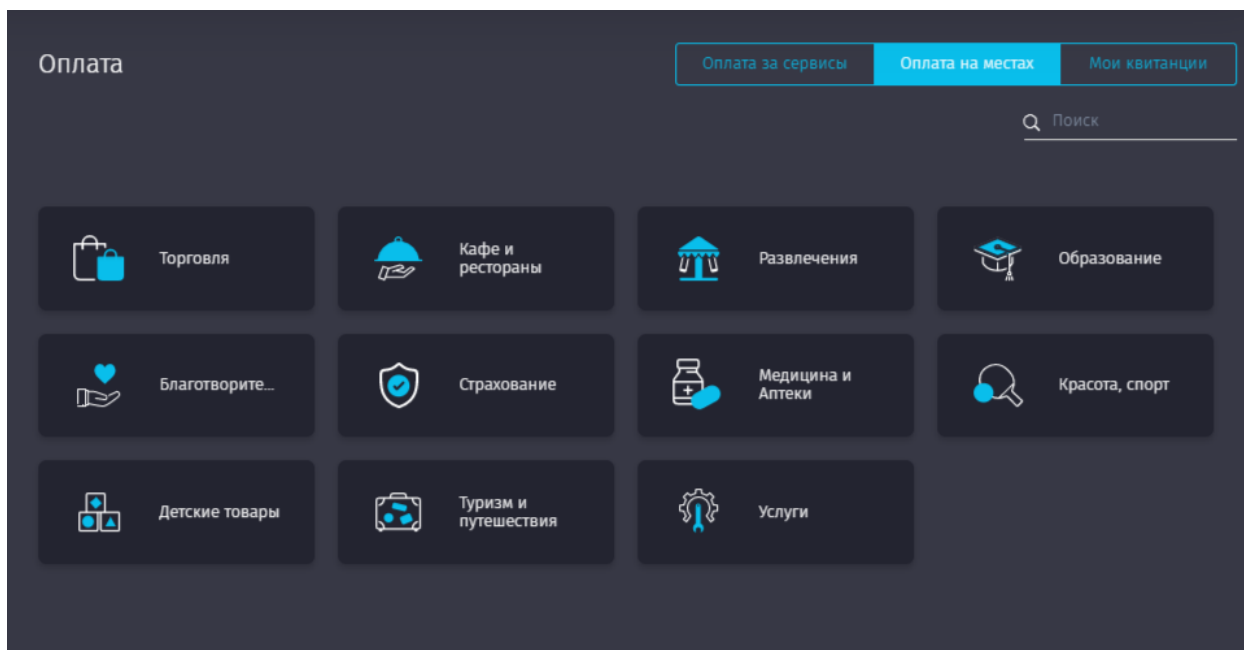 Оплата
Оплата за сервисы
Оплата на местах
Мои квитанции
Поиск
Торговля
Кафе и
рестораны
Развлечения
Образование
Благотворите...
Страхование
Медицина и
Аптеки
Красота, спорт
Детские товары
Туризм и
путешествия
Услуги